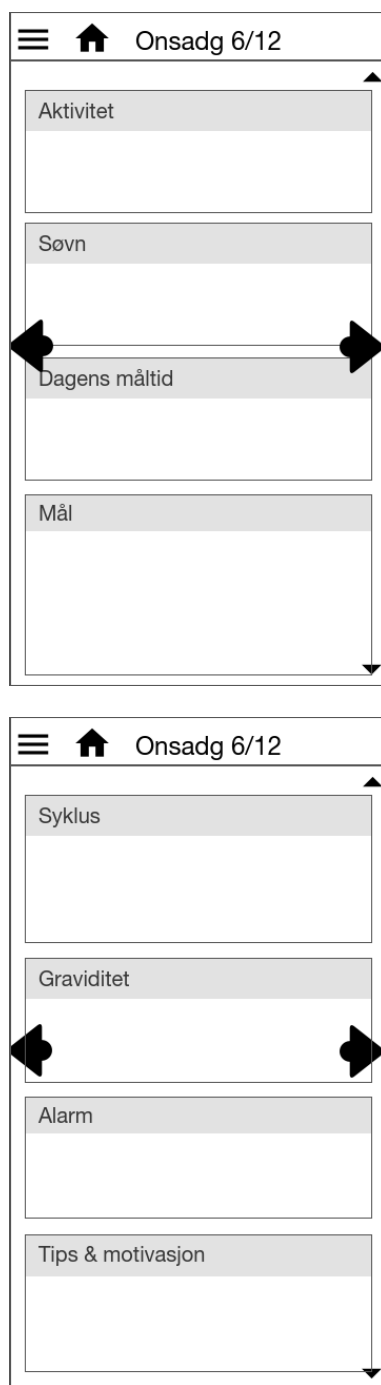 Onsadg 6/12
Aktivitet
Søvn
Dagens måltid
Mål
Onsadg 6/12
Syklus
Graviditet
Alarm
Tips & motivasjon